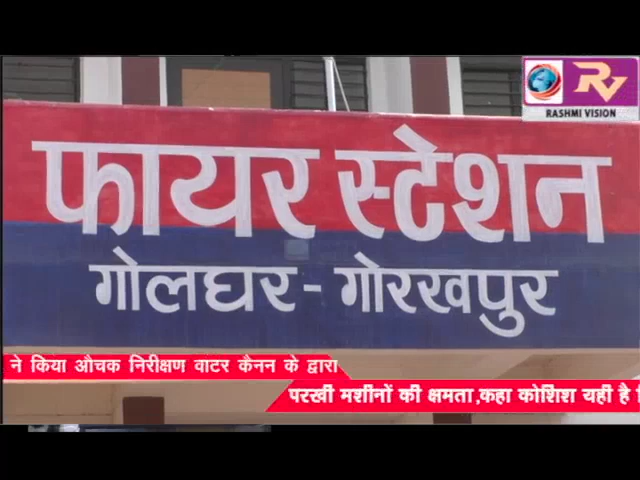 RV
RASHMI VISION
फायर स्टेशन
गोलघर - गोरखपुर
ने किया औचक निरीक्षण वाटर कैनन के द्वारा
परखी मशीनों की क्षमता,कहा कोशिश यही है